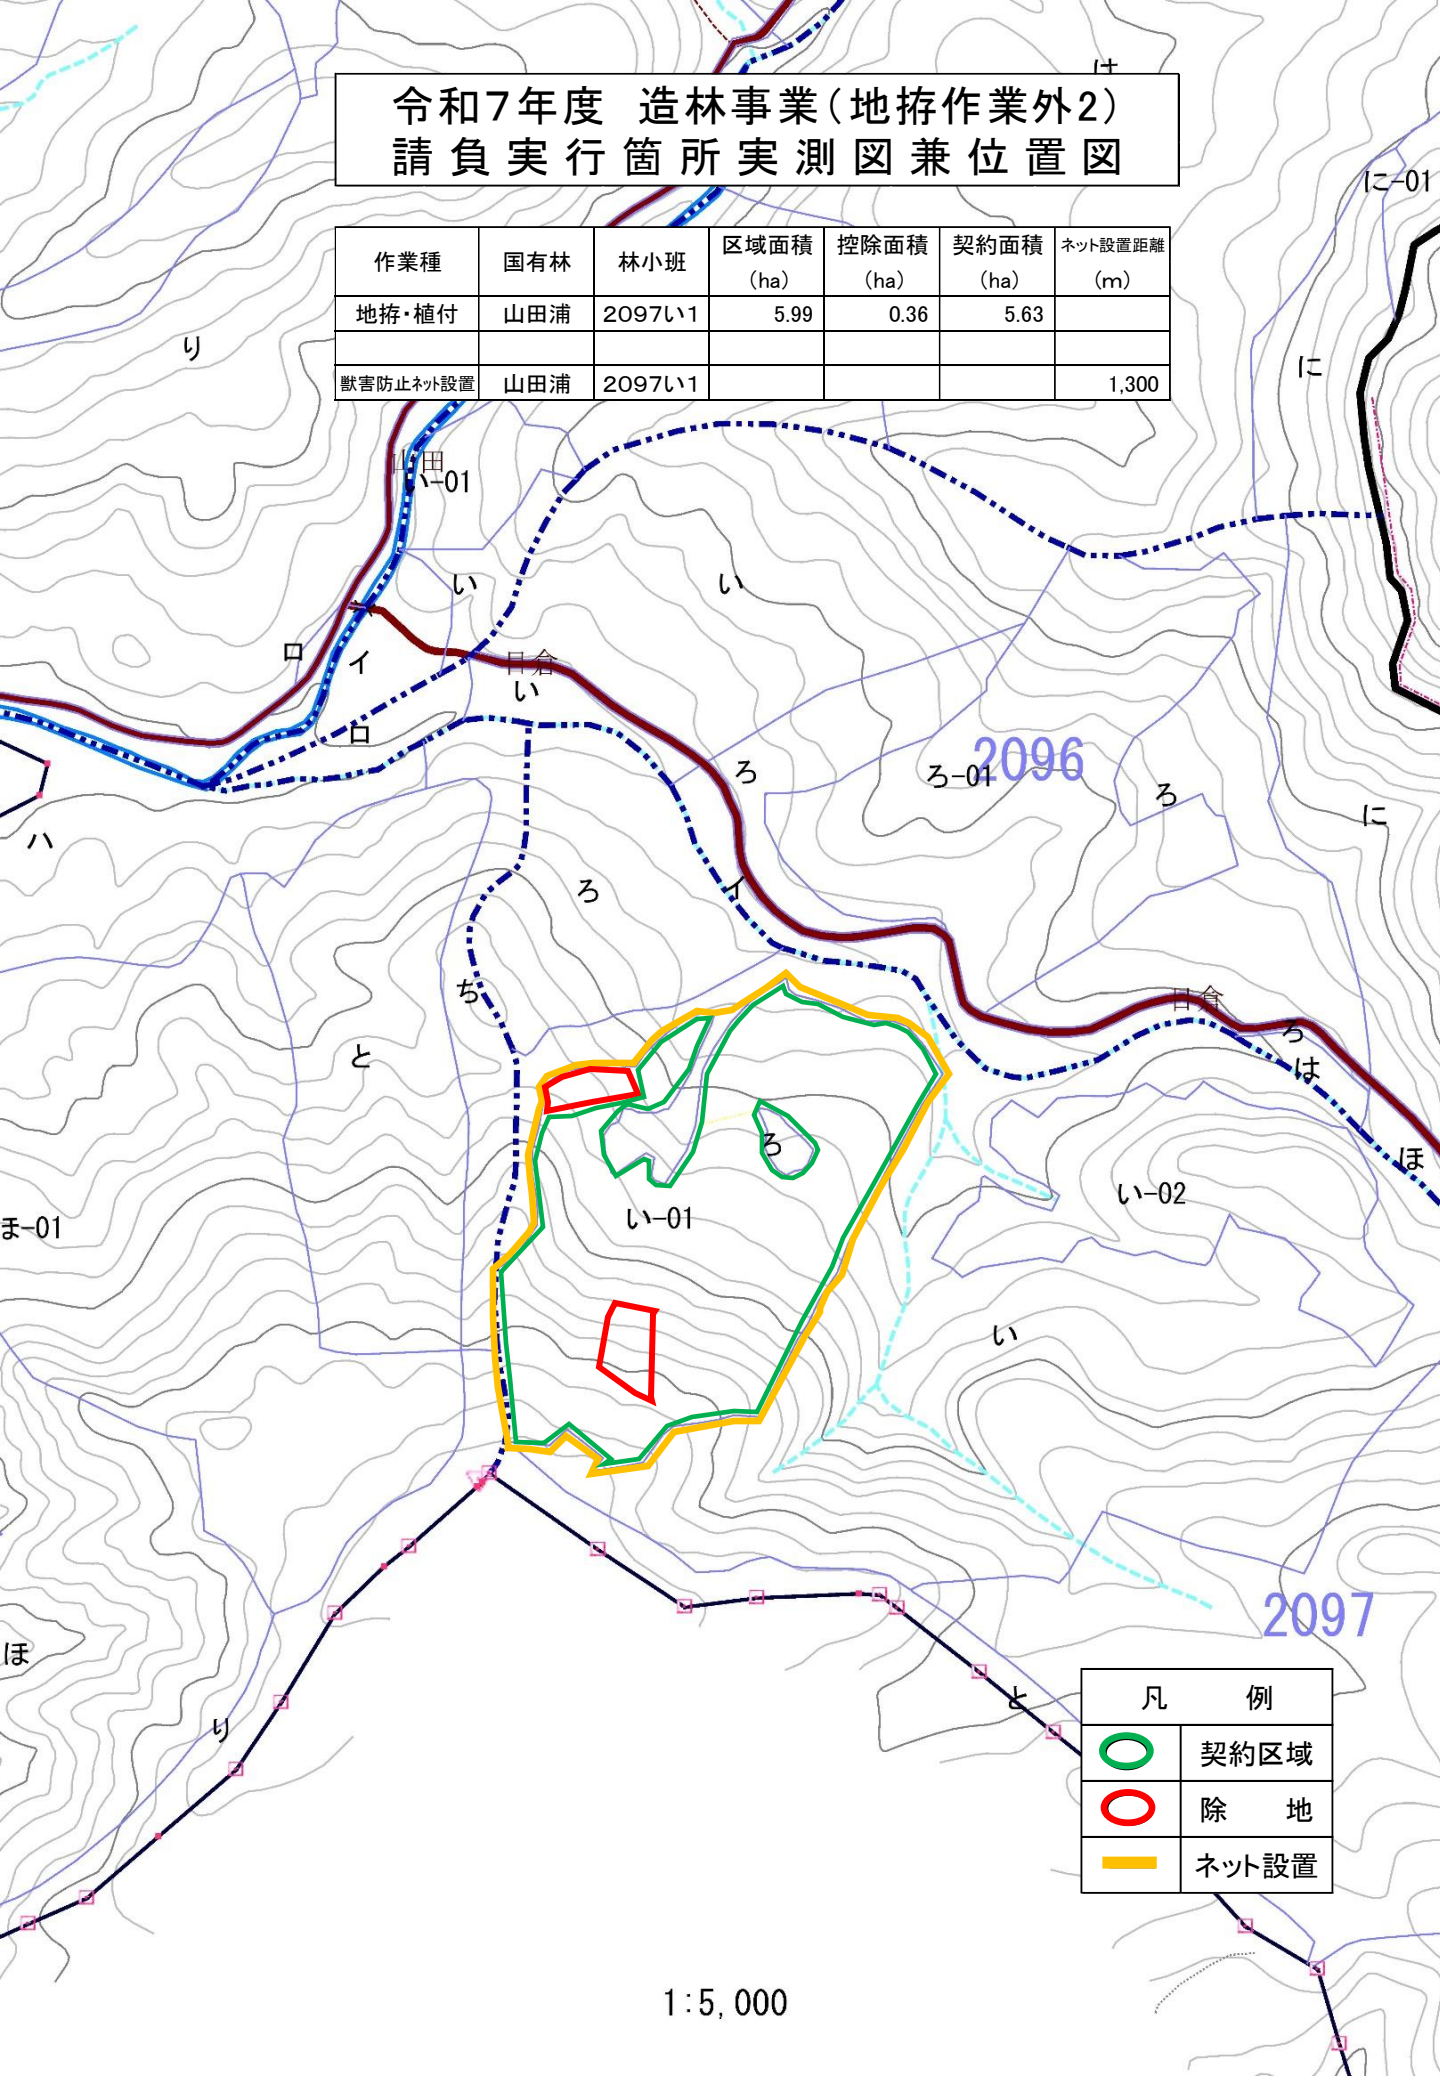 は
令和7年度 造林事業(地拵作業外2)
請負実行箇所実測図兼位置図
に-01
作業種 国有林 林小班 区域面積(ha) 控除面積(ha) 契約面積(ha) ネット設置距離(m)
地拵・植付 山田浦 2097い1 5.99 0.36 5.63
獣害防止ネット設置 山田浦 2097い1 1,300
り
に
山田
い-01
い
い
ロ
イ
日倉
い
ロ
2096
ろ
ろ-01
ろ
に
ハ
ろ
イ
ち
日倉
ろ
と
は
ろ
ほ
い-02
い-01
ほ-01
い
2097
ほ
と
り
凡 例
契約区域
除 地
ネット設置
1:5,000